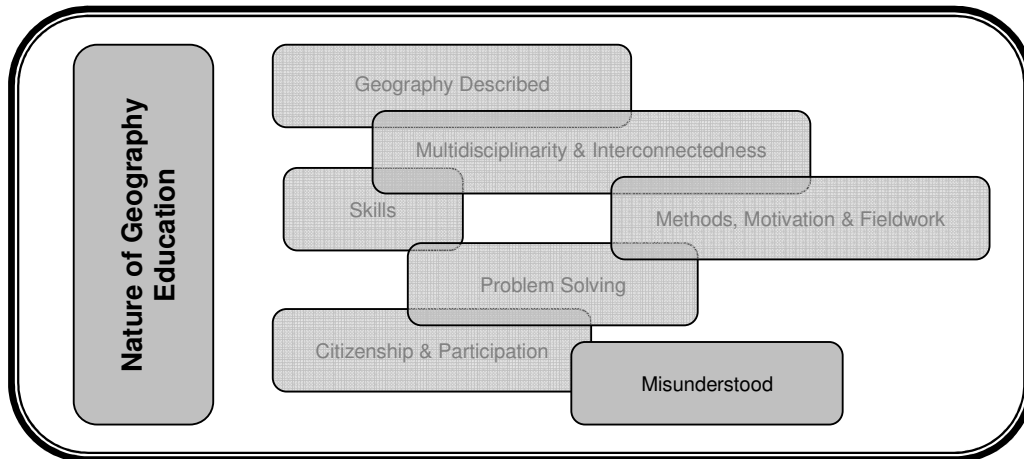 Nature of Geography
Education
Geography Described
Multidisciplinarity & Interconnectedness
Skills
Methods, Motivation & Fieldwork
Problem Solving
Citizenship & Participation
Misunderstood